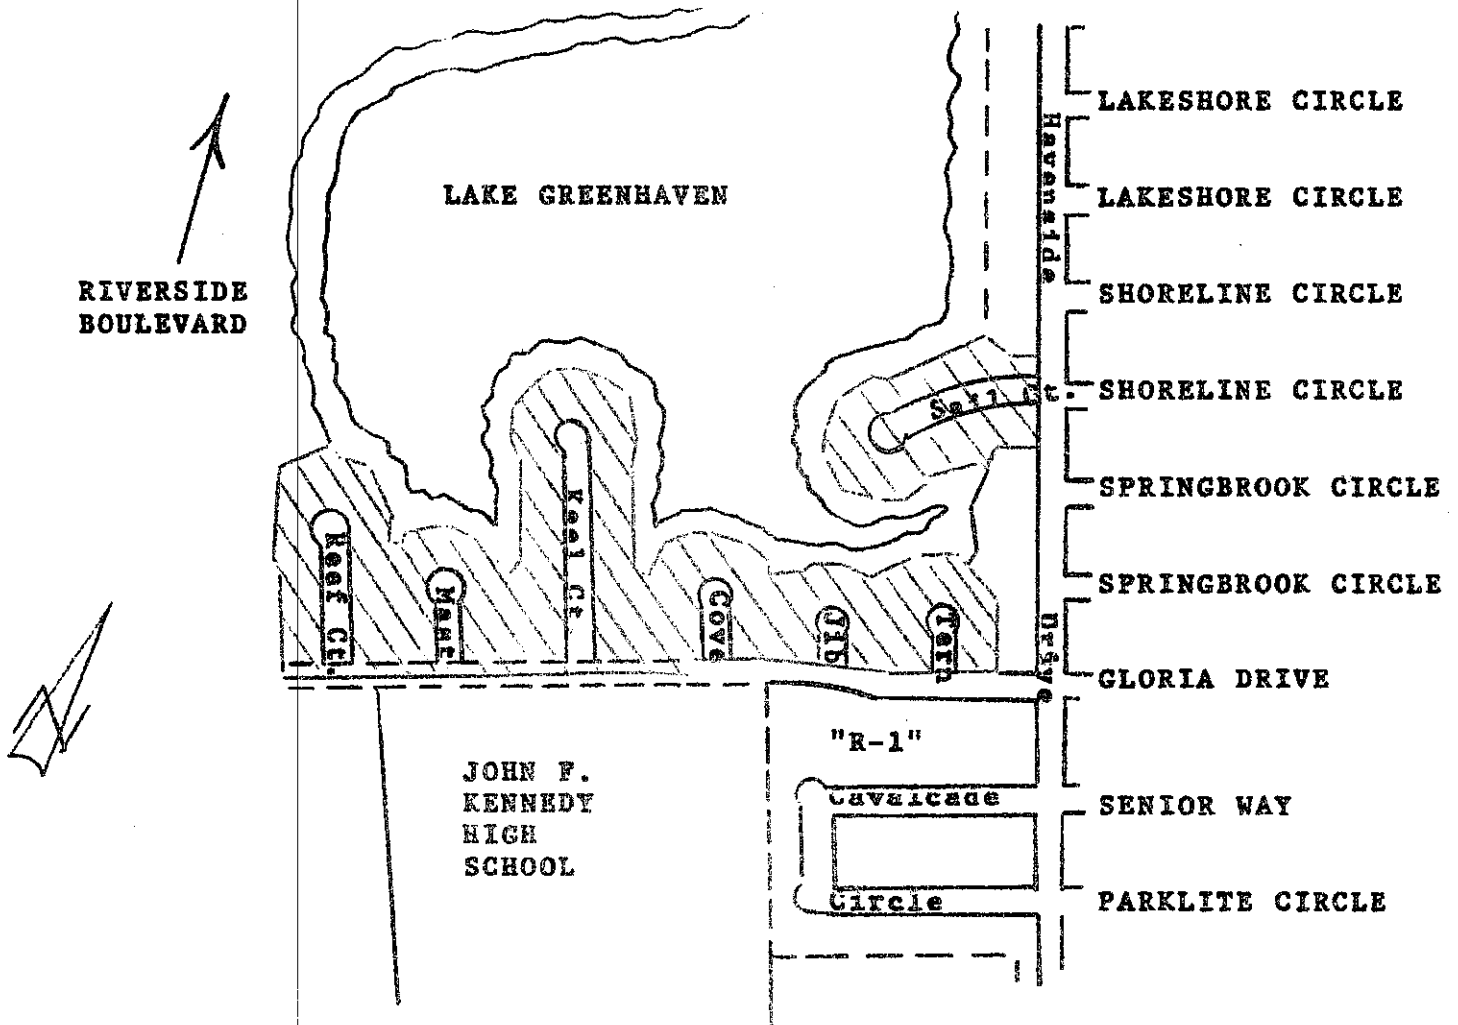 LAKESHORE CIRCLE
Havenside
LAKE GREENHAVEN
LAKESHORE CIRCLE
RIVERSIDE
BOULEVARD
SHORELINE CIRCLE
SHORELINE CIRCLE
Sail Ct.
SPRINGBROOK CIRCLE
Keel Ct
Reef Ct.
Mast
Cove
Jib
Tern
SPRINGBROOK CIRCLE
Drive
GLORIA DRIVE
"R-1"
JOHN F.
KENNEDY
HIGH
SCHOOL
Cavalcade
SENIOR WAY
Circle
PARKLITE CIRCLE